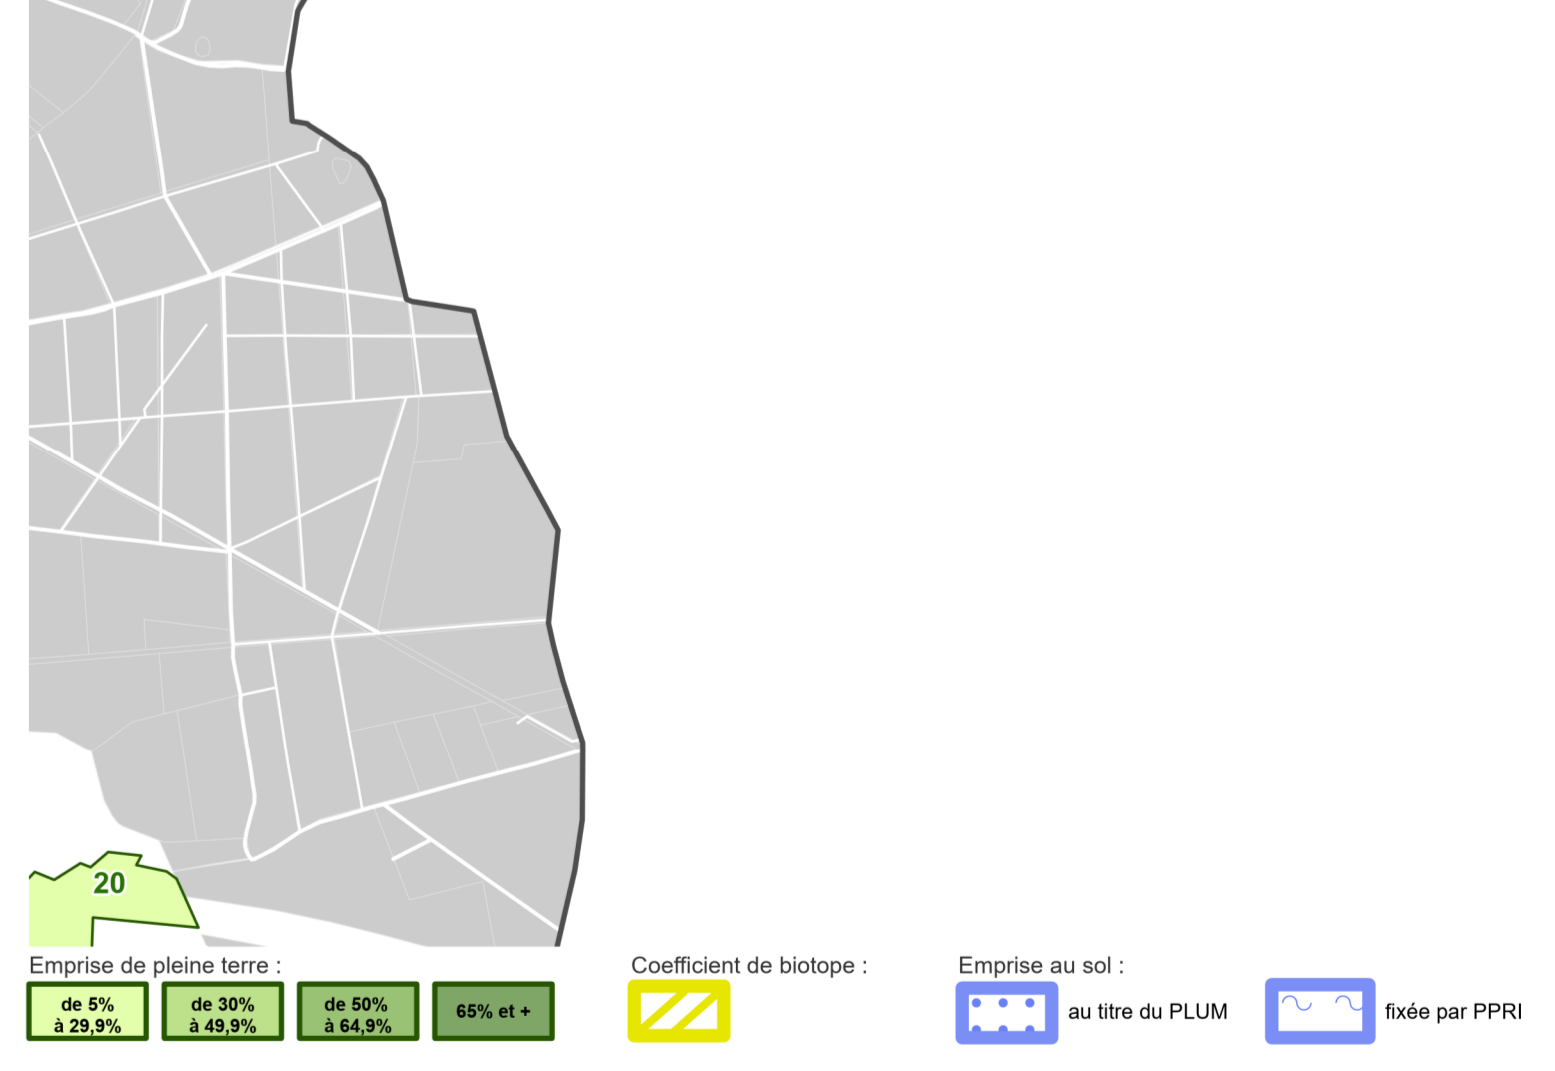 20
Emprise de pleine terre :
de 5%
à 29,9%
de 30%
à 49,9%
de 50%
à 64,9%
65% et +
Coefficient de biotope :
Emprise au sol :
au titre du PLUM
fixée par PPRI